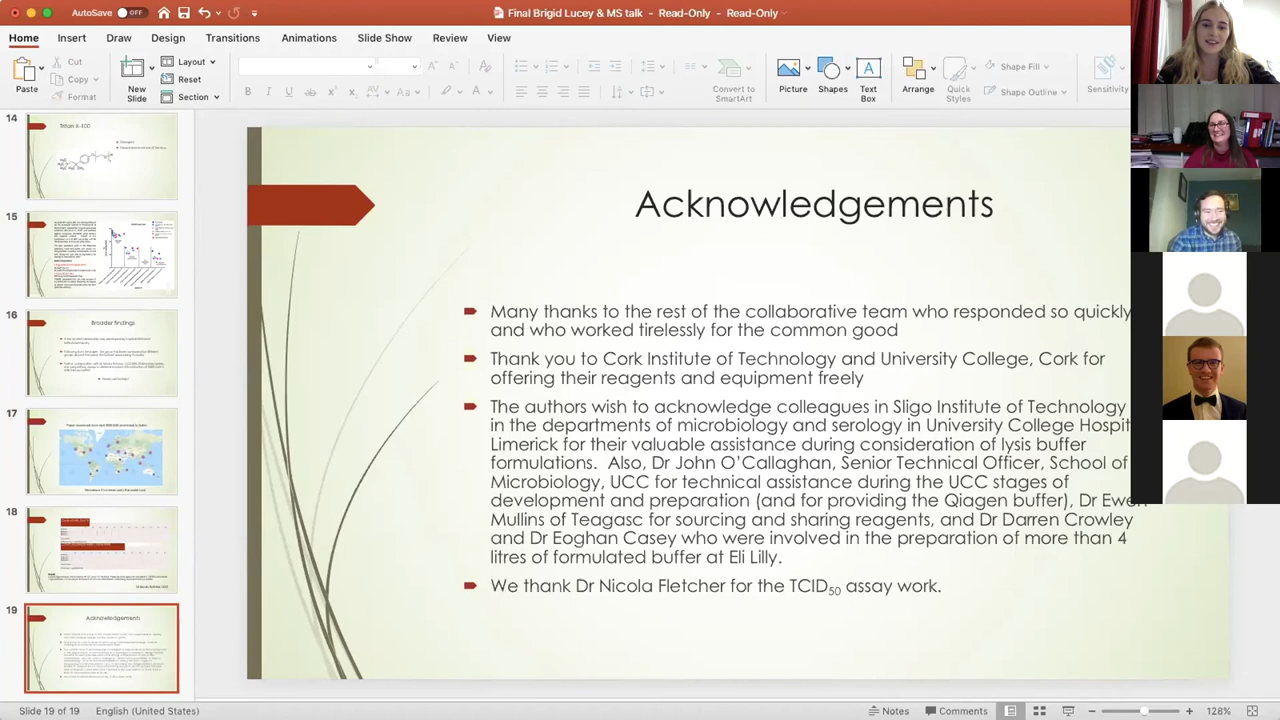 AutoSave OFF
Final Brigid Lucey & MS talk - Read-Only - Read-Only
Home Insert Draw Design Transitions Animations Slide Show Review View
Paste
Cut
Copy
Format
New Slide
Layout
Reset
Section
Convert to SmartArt
Picture
Shapes
Text Box
Arrange
Quick Styles
Shape Fill
Shape Outline
Sensitivity
14
Triton X-100
15
16
Broader findings
17
18
19
Acknowledgements
Acknowledgements
Many thanks to the rest of the collaborative team who responded so quickly
and who worked tirelessly for the common good
Thank you to Cork Institute of Technology and University College, Cork for
offering their reagents and equipment freely
The authors wish to acknowledge colleagues in Sligo Institute of Technology
in the departments of microbiology and serology in University College Hospit
Limerick for their valuable assistance during consideration of lysis buffer
formulations. Also, Dr John O'Callaghan, Senior Technical Officer, School of
Microbiology, UCC for technical assistance during the UCC stages of
development and preparation (and for providing the Qiagen buffer), Dr Ewen
Mullins of Teagasc for sourcing and sharing reagents and Dr Darren Crowley
and Dr Eoghan Casey who were involved in the preparation of more than 4
litres of formulated buffer at Eli Lilly.
We thank Dr Nicola Fletcher for the TCID50 assay work.
Slide 19 of 19
English (United States)
Notes
Comments
128%